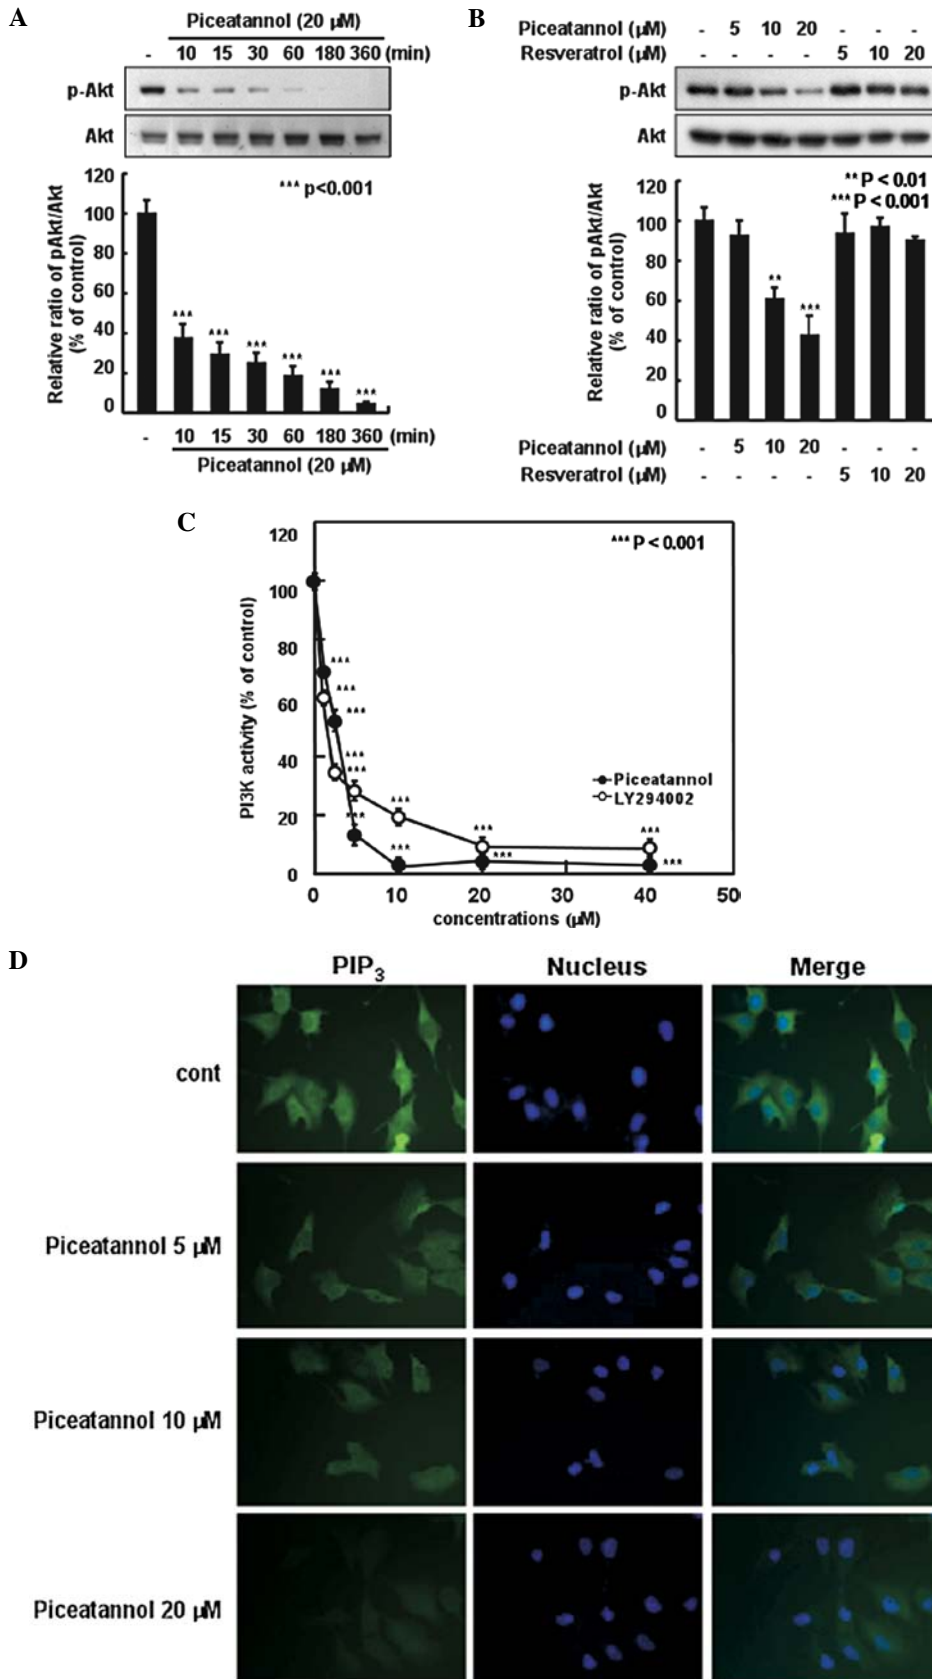 A
Piceatannol (20 μM)
- 10 15 30 60 180 360 (min)
p-Akt
Akt
*** p<0.001
Relative ratio of pAkt/Akt
(% of control)
120
100
80
60
40
20
0
***
***
***
***
***
***
- 10 15 30 60 180 360 (min)
Piceatannol (20 μM)
B
Piceatannol (μM) - 5 10 20 - - -
Resveratrol (μM) - - - - 5 10 20
p-Akt
Akt
** P < 0.01
*** P < 0.001
Relative ratio of pAkt/Akt
(% of control)
120
100
80
60
40
20
0
**
***
Piceatannol (μM) - 5 10 20 - - -
Resveratrol (μM) - - - - 5 10 20
C
*** P < 0.001
PI3K activity (% of control)
120
100
80
60
40
20
0
***
***
***
***
***
***
***
***
***
***
***
***
Piceatannol
LY294002
0 10 20 30 40 50
concentrations (μM)
D
PIP3 Nucleus Merge
cont
Piceatannol 5 μM
Piceatannol 10 μM
Piceatannol 20 μM